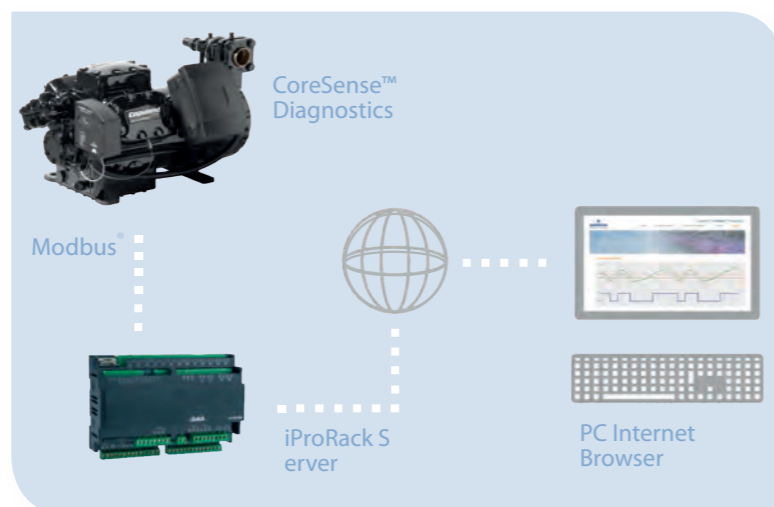 CoreSense™
Diagnostics
Modbus®
iProRack S
erver
PC Internet
Browser